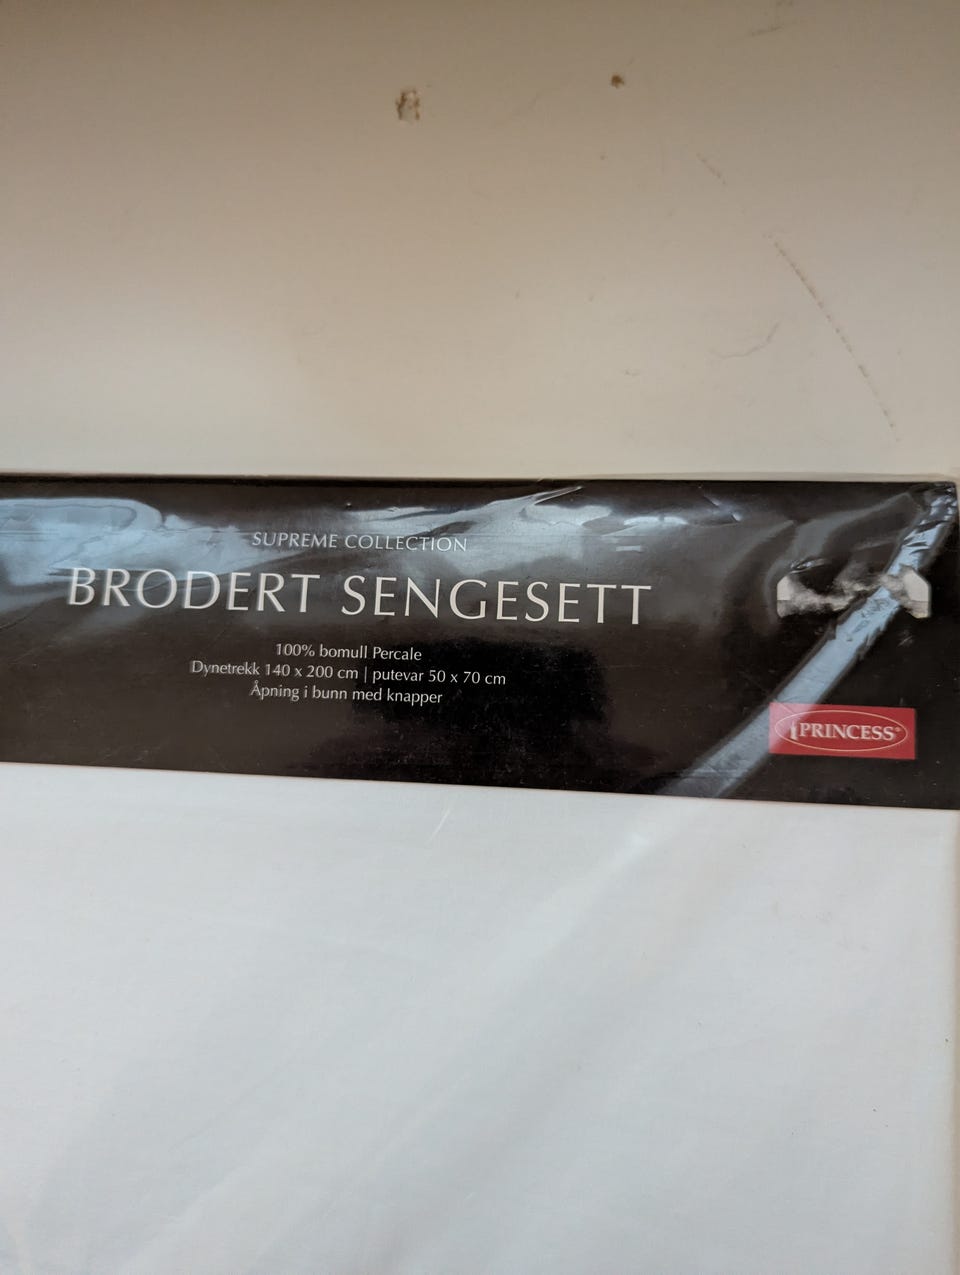 SUPREME COLLECTION
BRODERT SENGESETT
100% bomull Percale
Dynetrekk 140 x 200 cm | putevar 50 x 70 cm
Åpning i bunn med knapper
PRINCESS®